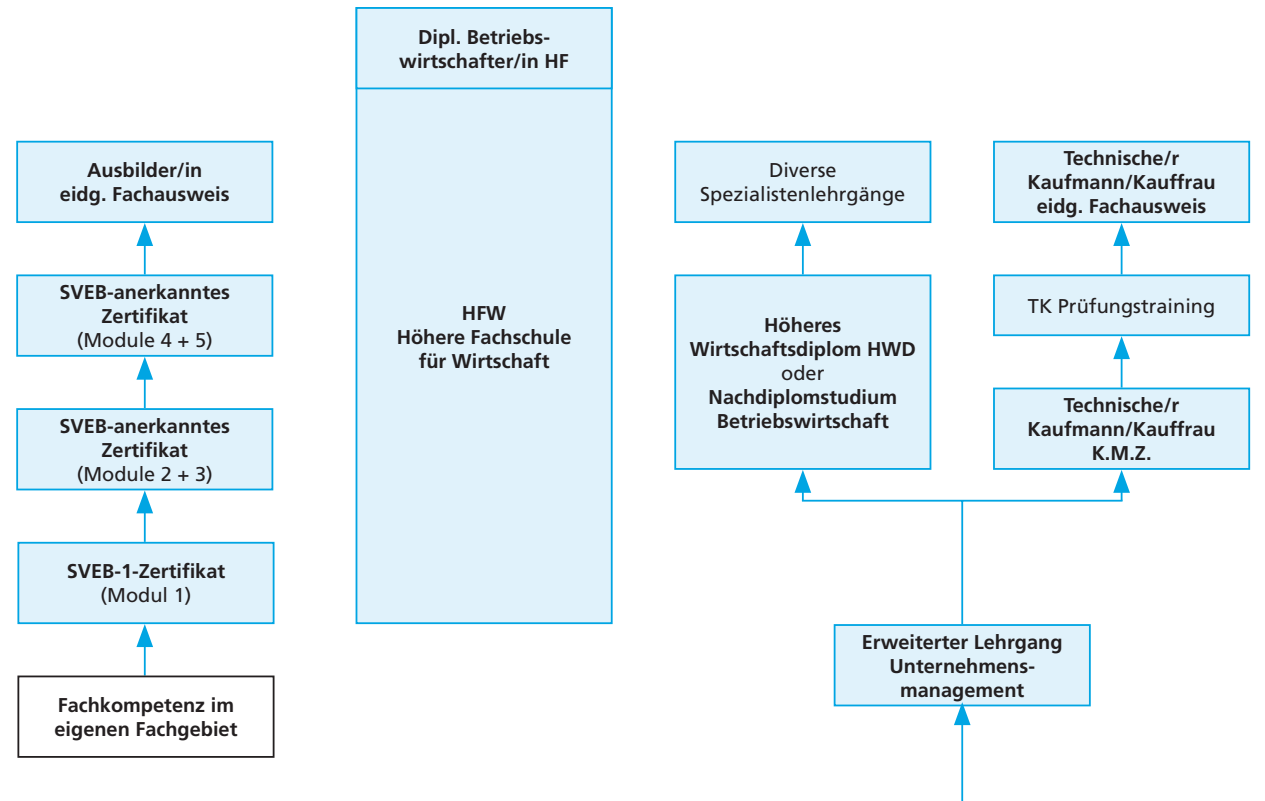 Dipl. Betriebs-
wirtschafter/in HF
Ausbilder/in
eidg. Fachausweis
SVEB-anerkanntes
Zertifikat
(Module 4 + 5)
SVEB-anerkanntes
Zertifikat
(Module 2 + 3)
SVEB-1-Zertifikat
(Modul 1)
Fachkompetenz im
eigenen Fachgebiet
HFW
Höhere Fachschule
für Wirtschaft
Diverse
Spezialistenlehrgänge
Höheres
Wirtschaftsdiplom HWD
oder
Nachdiplomstudium
Betriebswirtschaft
Technische/r
Kaufmann/Kauffrau
eidg. Fachausweis
TK Prüfungstraining
Technische/r
Kaufmann/Kauffrau
K.M.Z.
Erweiterter Lehrgang
Unternehmens-
management